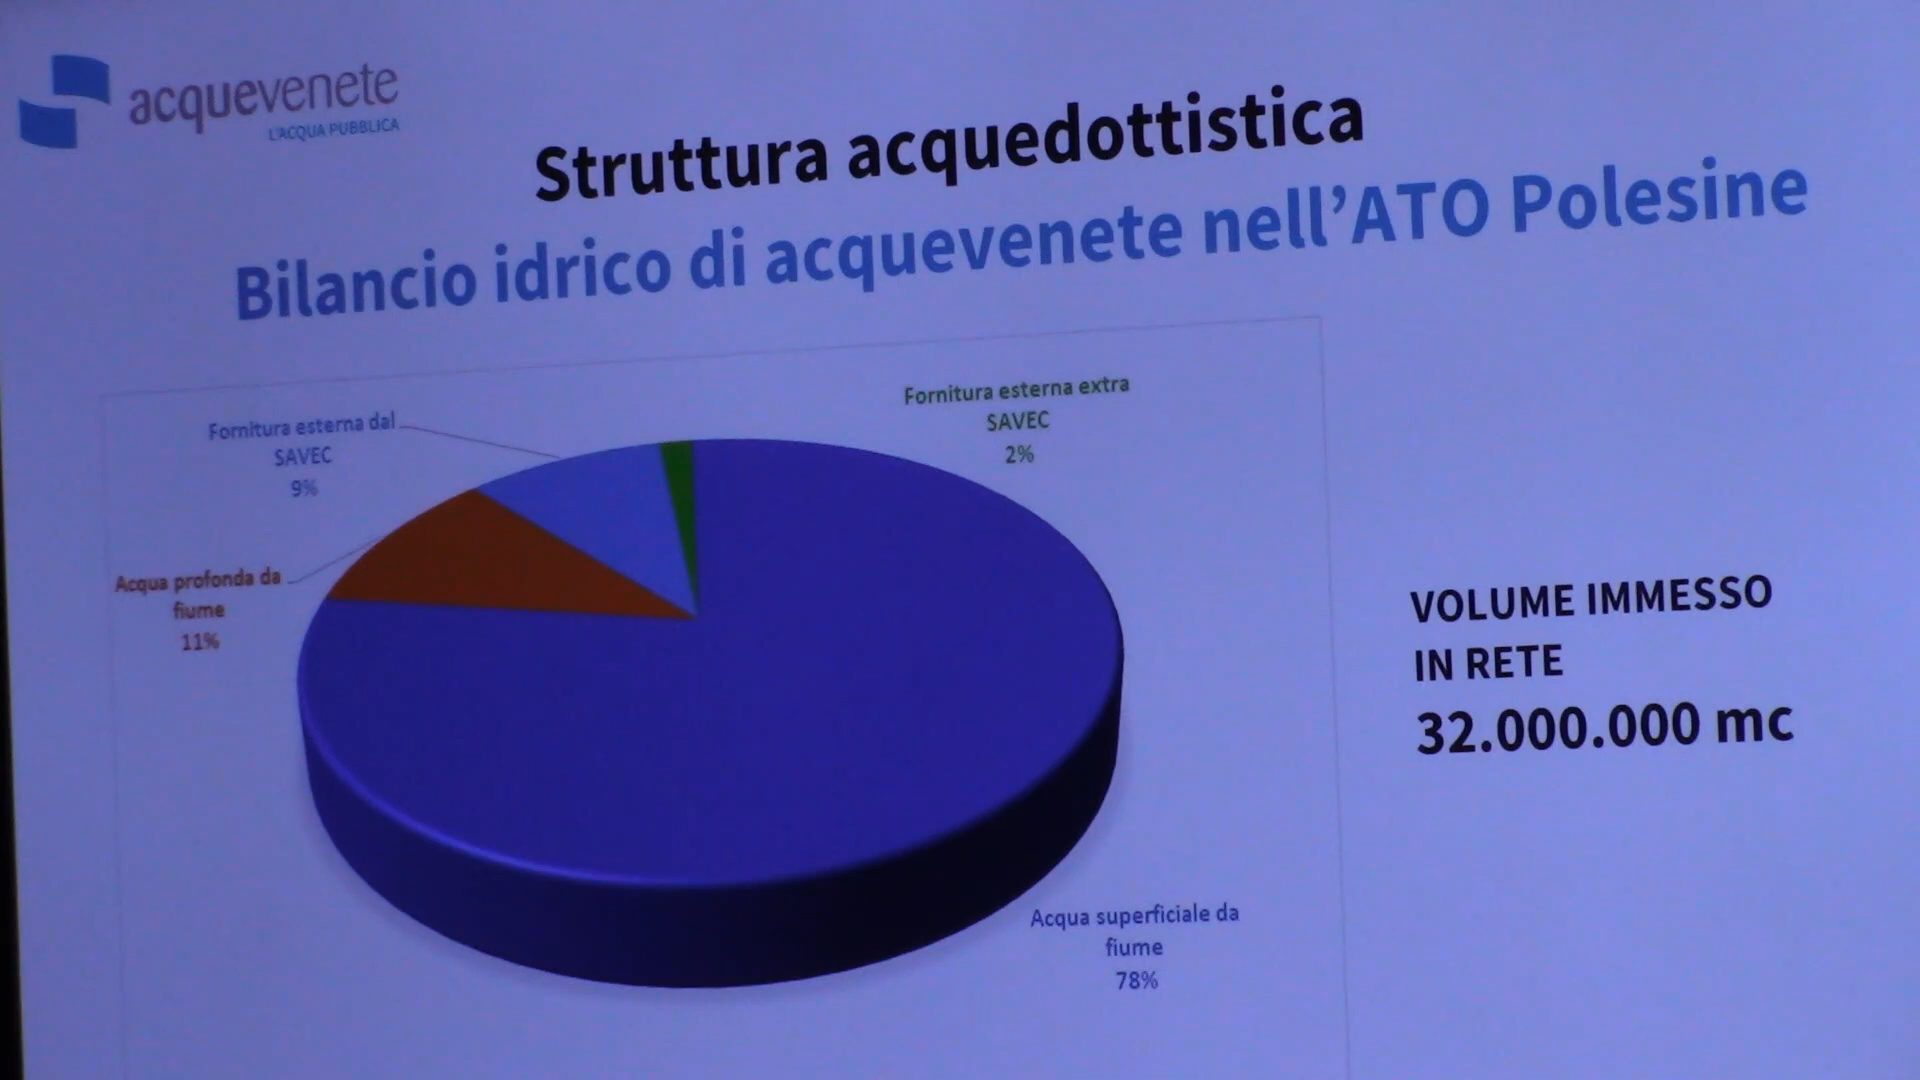 acquevenete
L'ACQUA PUBBLICA
Struttura acquedottistica
Bilancio idrico di acquevenete nell'ATO Polesine
Fornitura esterna dal
SAVEC
9%
Fornitura esterna extra
SAVEC
2%
Acqua profonda da
fiume
11%
VOLUME IMMESSO
IN RETE
32.000.000 mc
Acqua superficiale da
fiume
78%